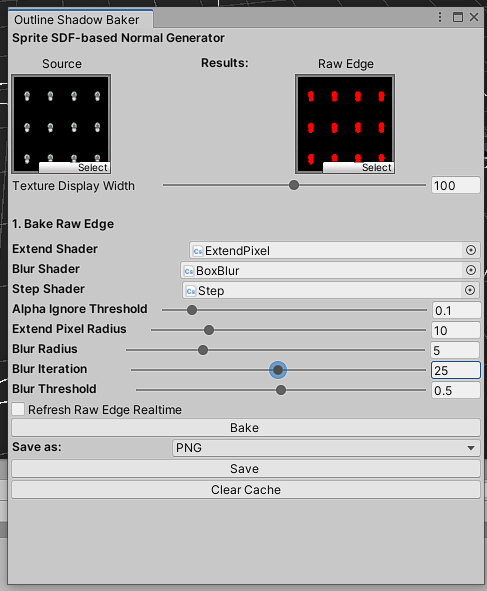 Outline Shadow Baker
Sprite SDF-based Normal Generator
Source Results: Raw Edge
Select Select
Texture Display Width 100
1. Bake Raw Edge
Extend Shader ExtendPixel
Blur Shader BoxBlur
Step Shader Step
Alpha Ignore Threshold 0.1
Extend Pixel Radius 10
Blur Radius 5
Blur Iteration 25
Blur Threshold 0.5
Refresh Raw Edge Realtime
Bake
Save as: PNG
Save
Clear Cache